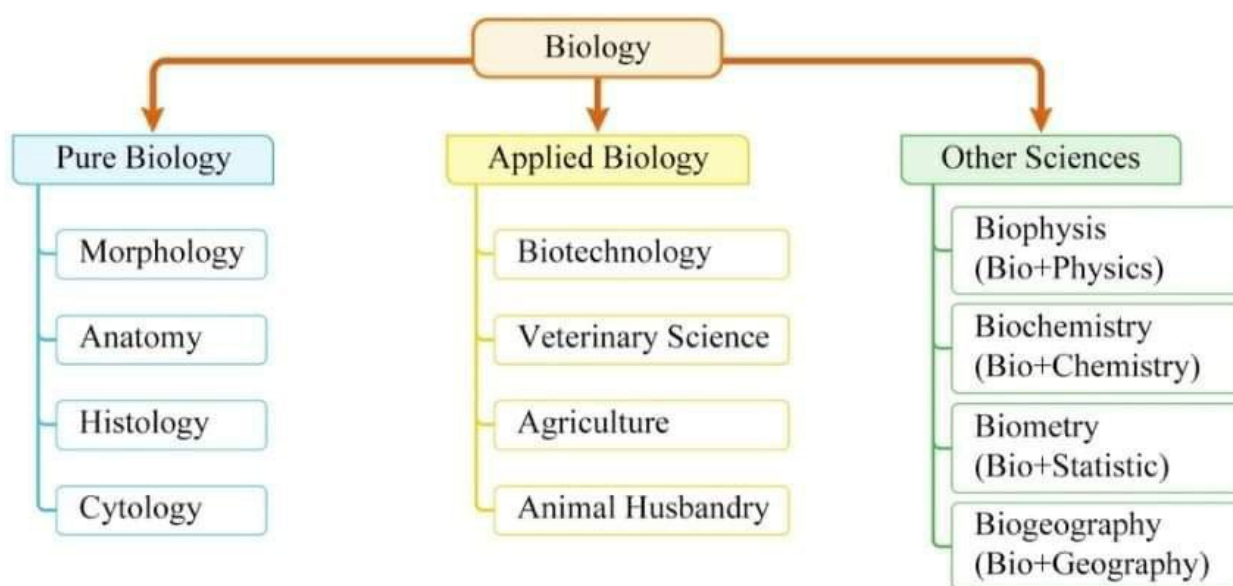 Biology
Pure Biology
Morphology
Anatomy
Histology
Cytology
Applied Biology
Biotechnology
Veterinary Science
Agriculture
Animal Husbandry
Other Sciences
Biophysis
(Bio+Physics)
Biochemistry
(Bio+Chemistry)
Biometry
(Bio+Statistic)
Biogeography
(Bio+Geography)